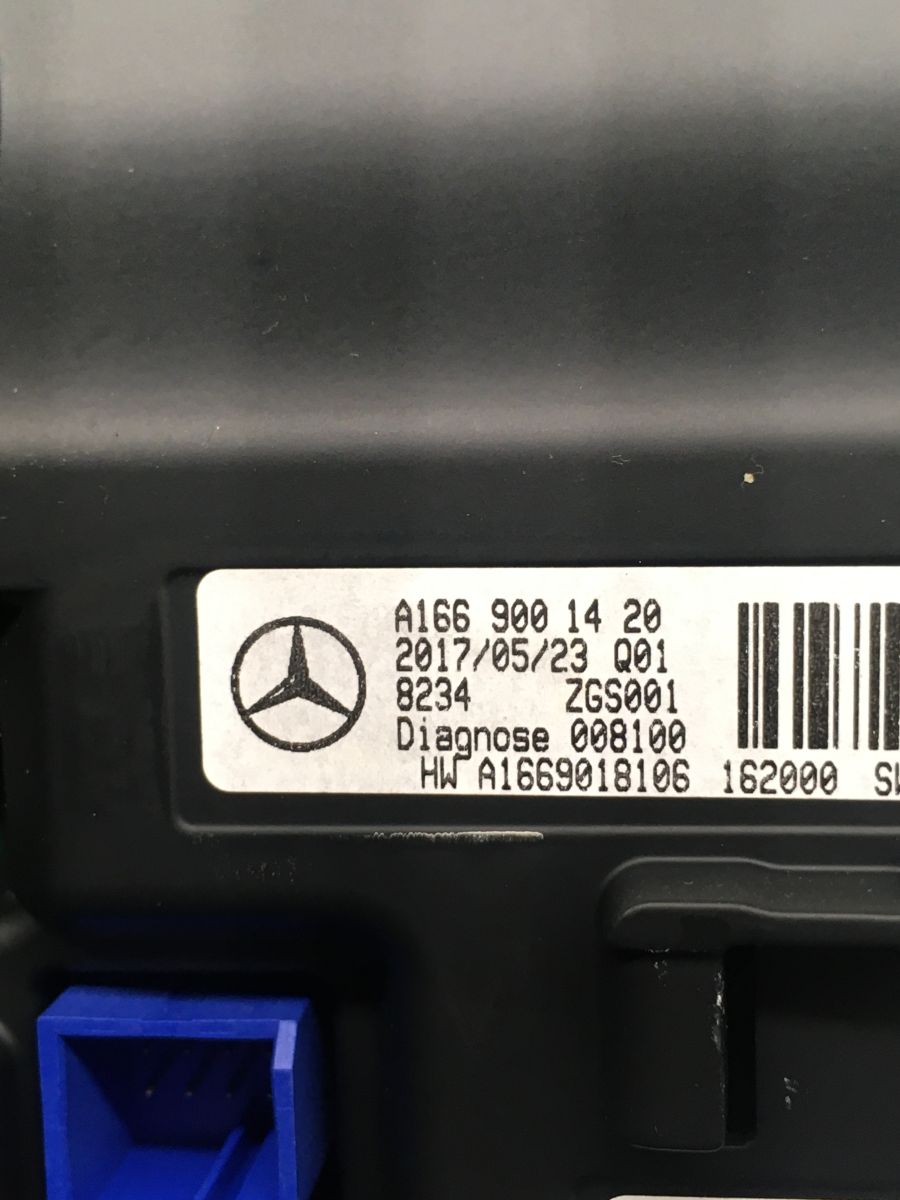 A166 900 14 20
2017/05/23 Q01
8234 ZGS001
Diagnose 008100
HW A1669018106 162000